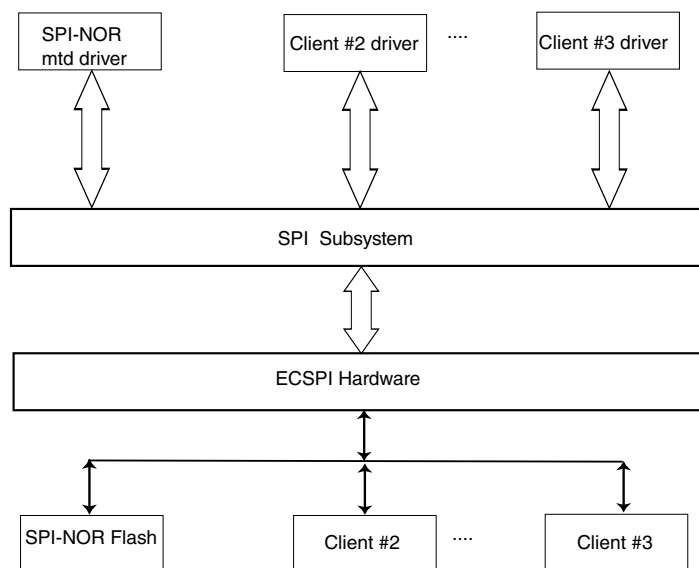 SPI-NOR
mtd driver
Client #2 driver
....
Client #3 driver
SPI Subsystem
ECSPI Hardware
SPI-NOR Flash
Client #2
....
Client #3